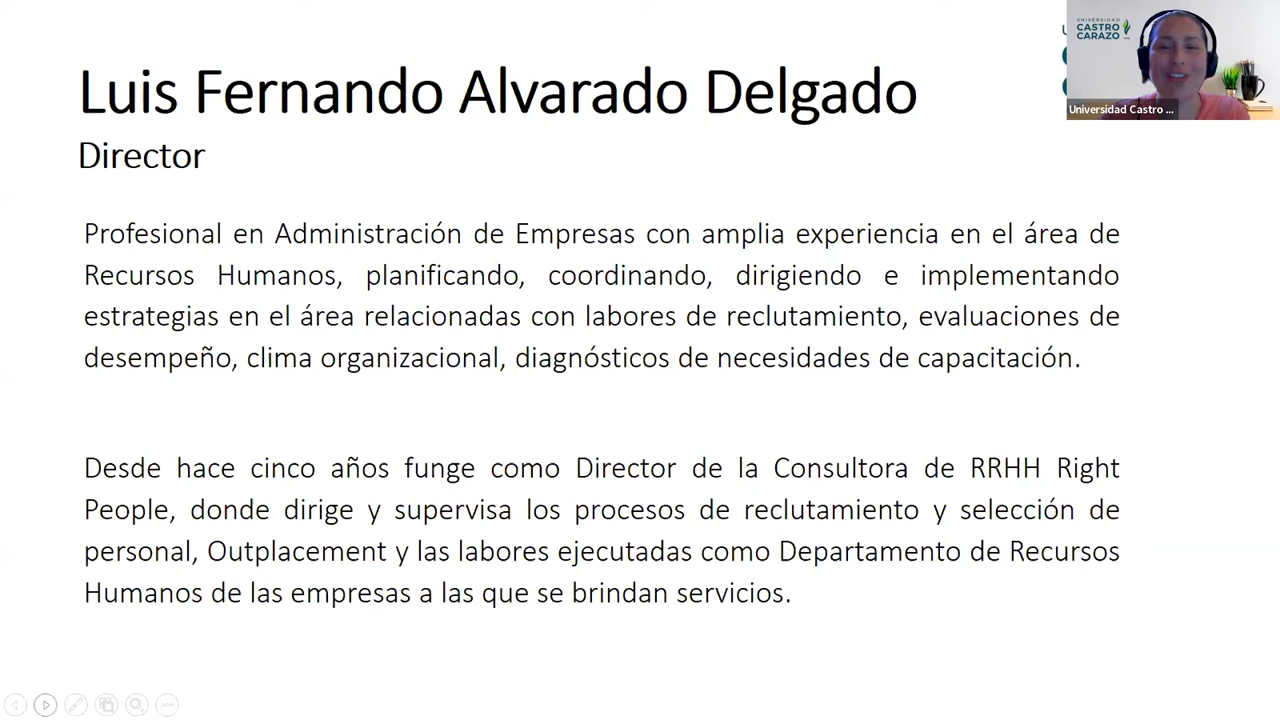 Luis Fernando Alvarado Delgado
Director
Profesional en Administración de Empresas con amplia experiencia en el área de
Recursos Humanos, planificando, coordinando, dirigiendo e implementando
estrategias en el área relacionadas con labores de reclutamiento, evaluaciones de
desempeño, clima organizacional, diagnósticos de necesidades de capacitación.
Desde hace cinco años funge como Director de la Consultora de RRHH Right
People, donde dirige y supervisa los procesos de reclutamiento y selección de
personal, Outplacement y las labores ejecutadas como Departamento de Recursos
Humanos de las empresas a las que se brindan servicios.
UNIVERSIDAD
CASTRO
CARAZO
Universidad Castro ...